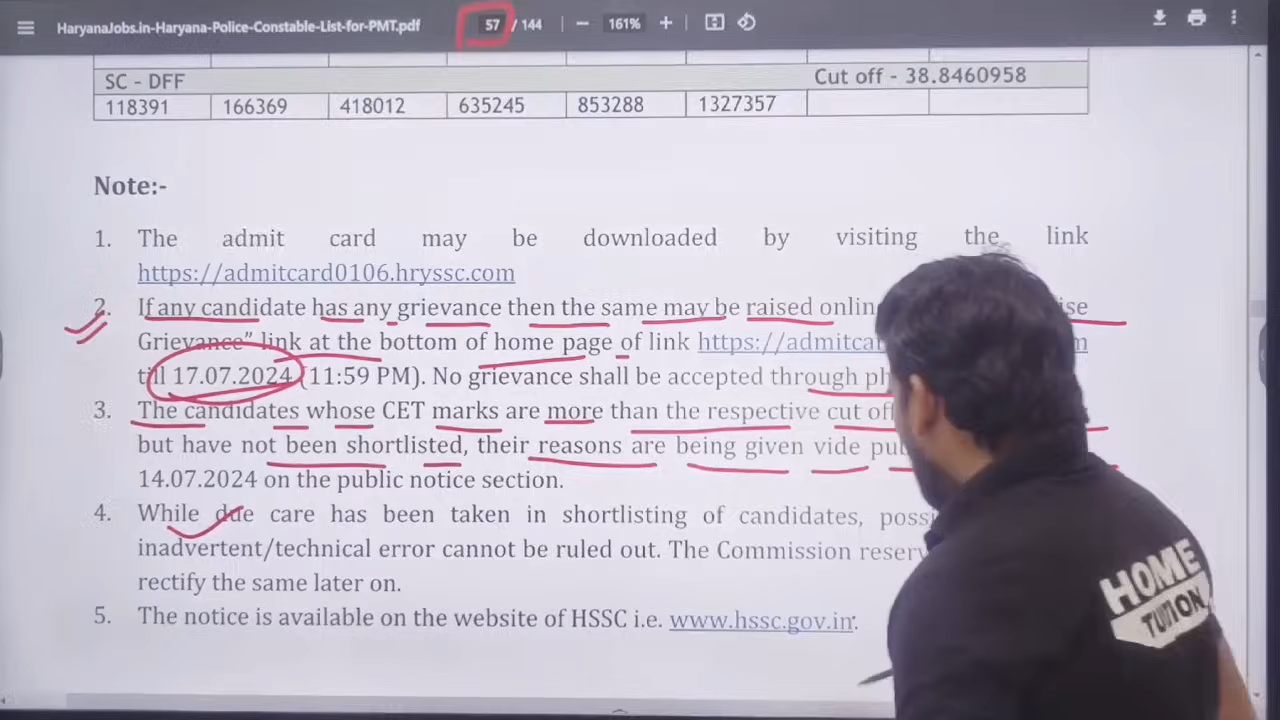 HaryanaJobs.in-Haryana-Police-Constable-List-for-PMT.pdf 57 / 144 161%
SC - DFF Cut off - 38.8460958
118391 166369 418012 635245 853288 1327357
Note:-
1. The admit card may be downloaded by visiting the link
https://admitcard0106.hryssc.com
2. If any candidate has any grievance then the same may be raised onlin
Grievance" link at the bottom of home page of link https://admitca
till 17.07.2024 (11:59 PM). No grievance shall be accepted through ph
3. The candidates whose CET marks are more than the respective cut of
but have not been shortlisted, their reasons are being given vide pu
14.07.2024 on the public notice section.
4. While due care has been taken in shortlisting of candidates, poss
inadvertent/technical error cannot be ruled out. The Commission reser
rectify the same later on.
5. The notice is available on the website of HSSC i.e. www.hssc.gov.in.
HOME
TUITION